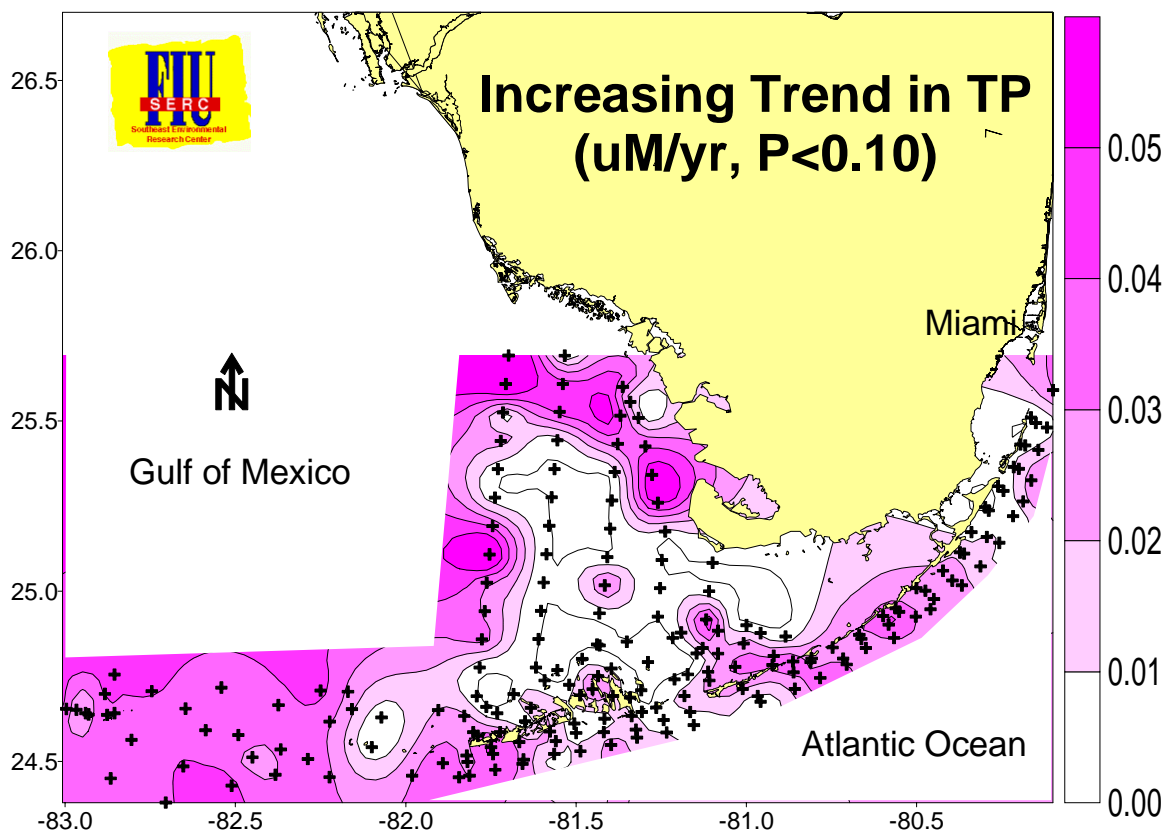 FIU
SERC
Southeast Environmental
Research Center
Increasing Trend in TP
(uM/yr, P<0.10)
Miami
N
Gulf of Mexico
Atlantic Ocean
26.5
26.0
25.5
25.0
24.5
-83.0
-82.5
-82.0
-81.5
-81.0
-80.5
0.05
0.04
0.03
0.02
0.01
0.00